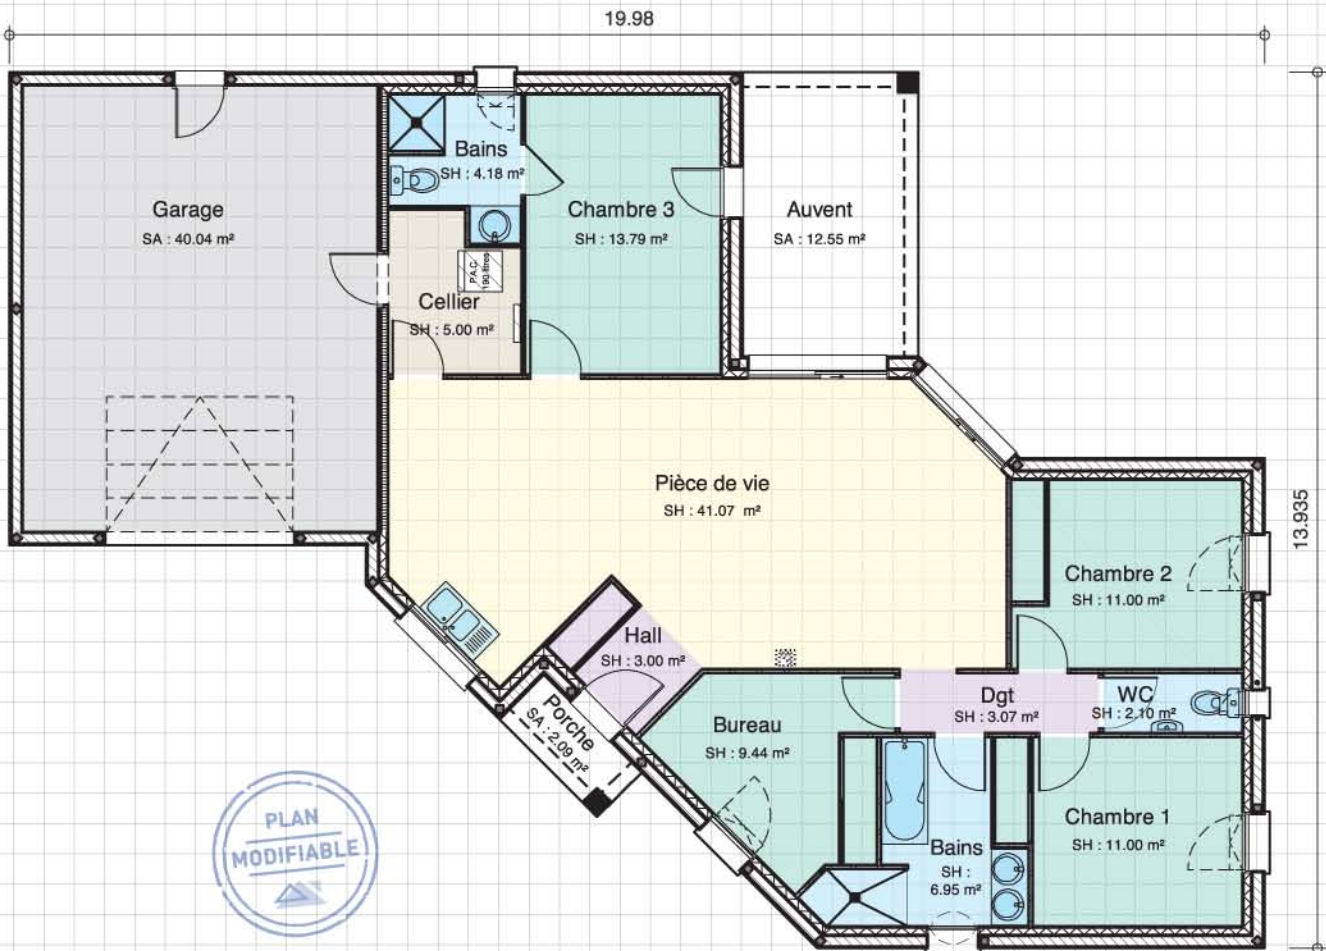 19.98
Garage
SA : 40.04 m²
Bains
SH : 4.18 m²
Chambre 3
SH : 13.79 m²
Auvent
SA : 12.55 m²
P.A.C.
190 litres
Cellier
SH : 5.00 m²
Pièce de vie
SH : 41.07 m²
13.935
Chambre 2
SH : 11.00 m²
Hall
SH : 3.00 m²
Porche
SA : 2.09 m²
Bureau
SH : 9.44 m²
Dgt
SH : 3.07 m²
WC
SH : 2.10 m²
Chambre 1
SH : 11.00 m²
Bains
SH :
6.95 m²
PLAN
MODIFIABLE